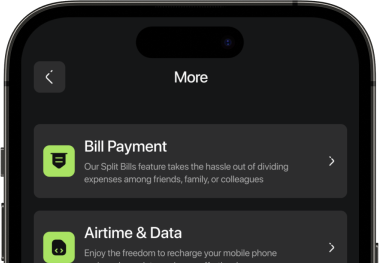 More
Bill Payment
Our Split Bills feature takes the hassle out of dividing
expenses among friends, family, or colleagues
Airtime & Data
Enjoy the freedom to recharge your mobile phone